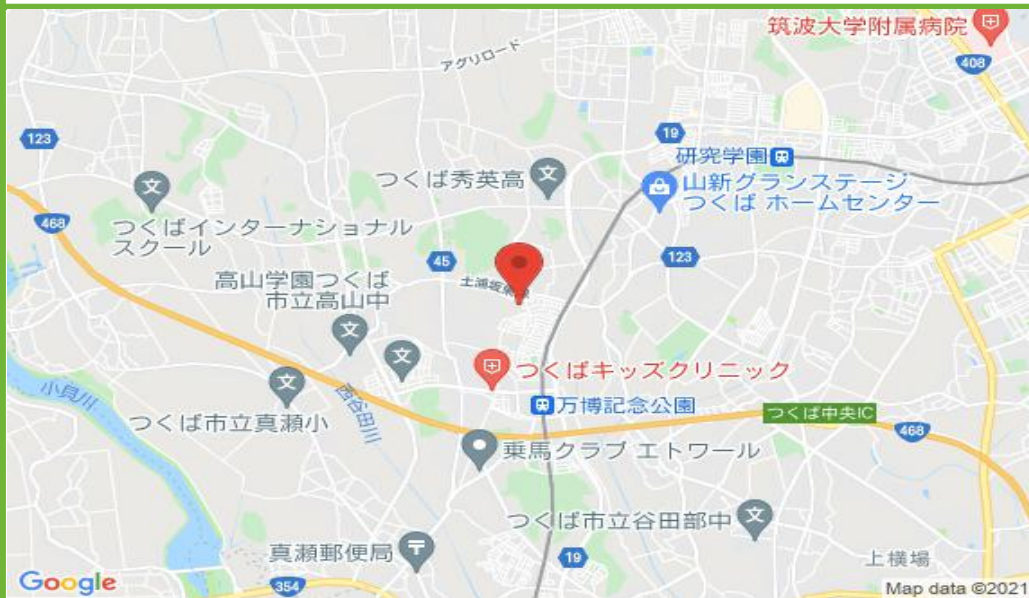 筑波大学附属病院
アグリロード
408
123
19
研究学園
つくば秀英高
山新グランステージ
つくば ホームセンター
468
つくばインターナショナル
スクール
45
123
高山学園つくば
市立高山中
小貝川
西谷田川
つくばキッズクリニック
つくば市立真瀬小
万博記念公園
つくば中央IC
468
乗馬クラブ エトワール
つくば市立谷田部中
真瀬郵便局
19
上横場
Google
354
Map data ©2021